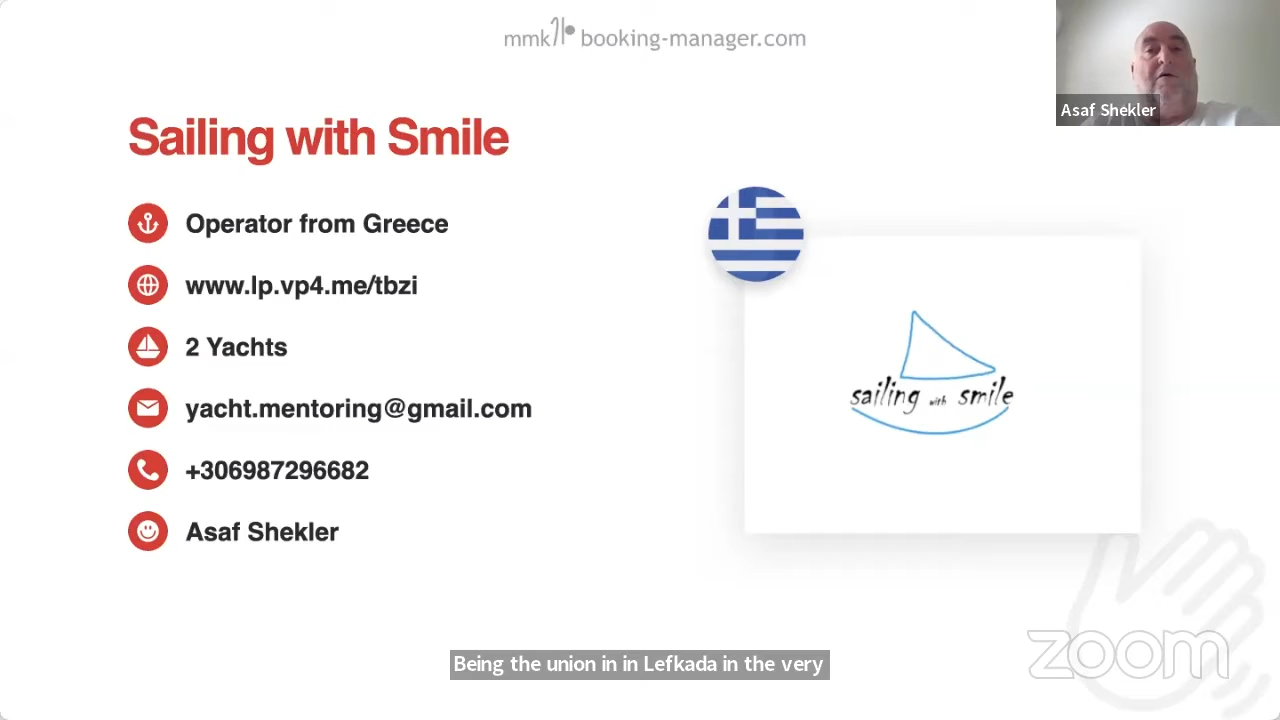 mmk booking-manager.com
Asaf Shekler
Sailing with Smile
Operator from Greece
www.lp.vp4.me/tbzi
2 Yachts
yacht.mentoring@gmail.com
+306987296682
Asaf Shekler
sailing with smile
Being the union in in Lefkada in the very
zoom